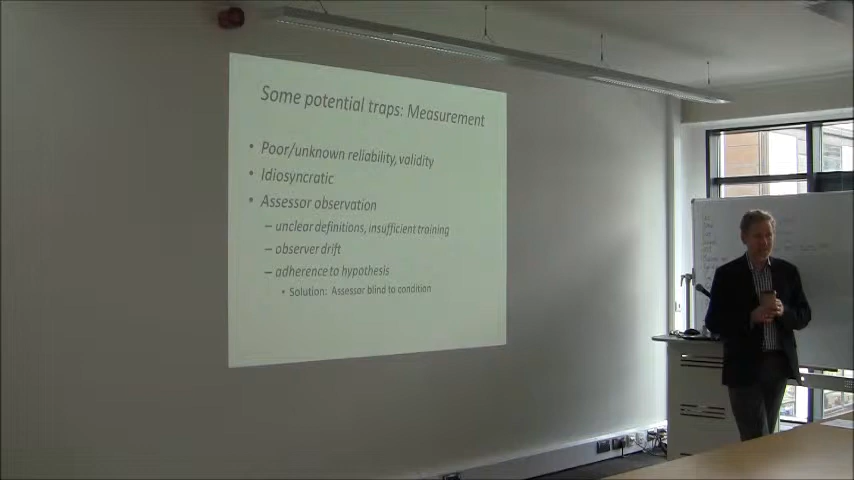 Some potential traps: Measurement
• Poor/unknown reliability, validity
• Idiosyncratic
• Assessor observation
– unclear definitions, insufficient training
– observer drift
– adherence to hypothesis
• Solution: Assessor blind to condition